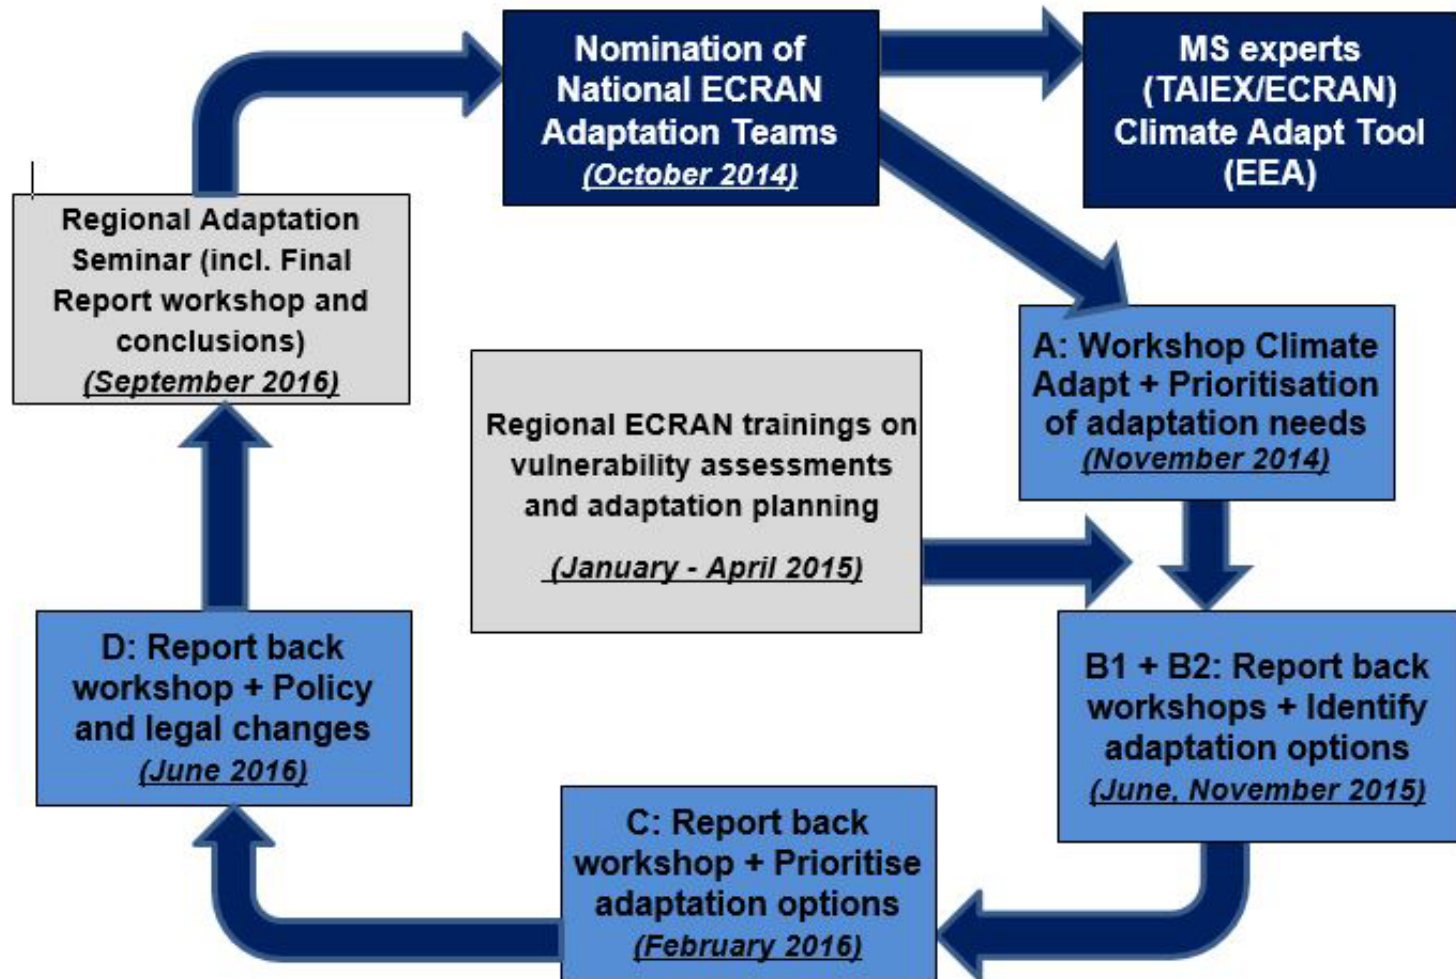 Nomination of
National ECRAN
Adaptation Teams
(October 2014)
MS experts
(TAIEX/ECRAN)
Climate Adapt Tool
(EEA)
Regional Adaptation
Seminar (incl. Final
Report workshop and
conclusions)
(September 2016)
A: Workshop Climate
Adapt + Prioritisation
of adaptation needs
(November 2014)
Regional ECRAN trainings on
vulnerability assessments
and adaptation planning
(January - April 2015)
D: Report back
workshop + Policy
and legal changes
(June 2016)
B1 + B2: Report back
workshops + Identify
adaptation options
(June, November 2015)
C: Report back
workshop + Prioritise
adaptation options
(February 2016)